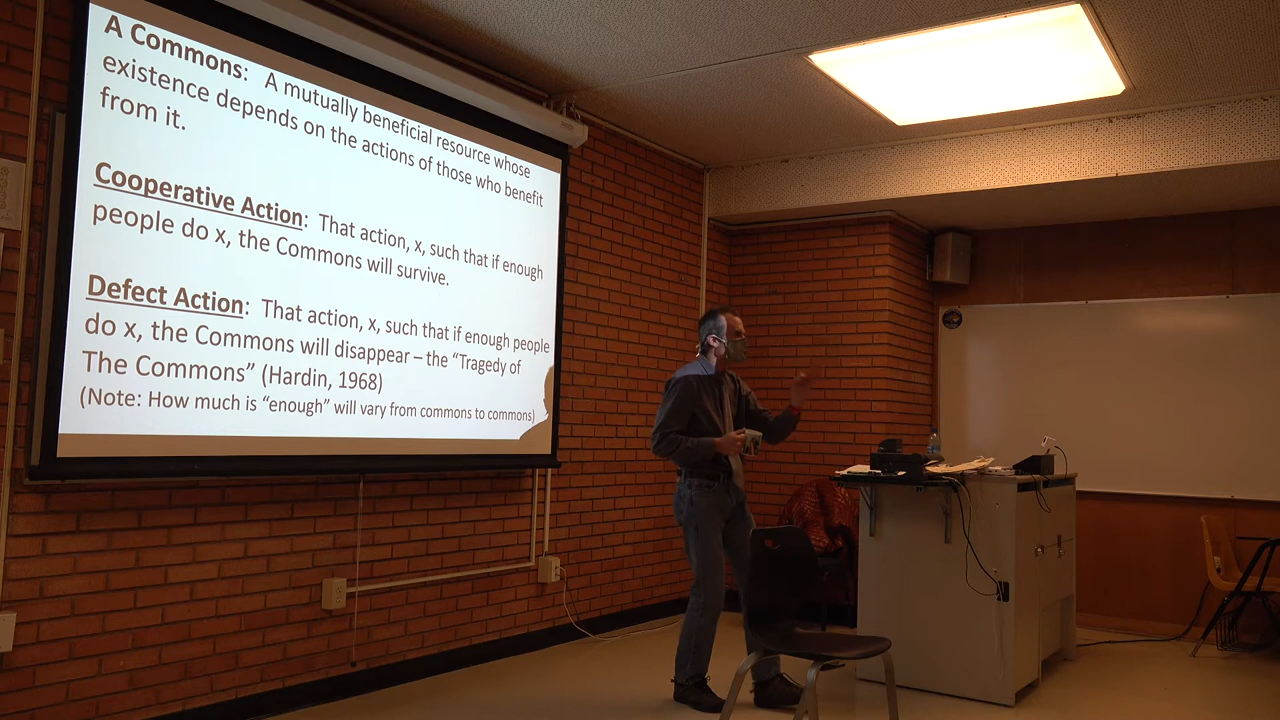 A Commons: A mutually beneficial resource whose
existence depends on the actions of those who benefit
from it.
Cooperative Action: That action, x, such that if enough
people do x, the Commons will survive.
Defect Action: That action, x, such that if enough people
do x, the Commons will disappear – the “Tragedy of
The Commons” (Hardin, 1968)
(Note: How much is “enough” will vary from commons to commons)